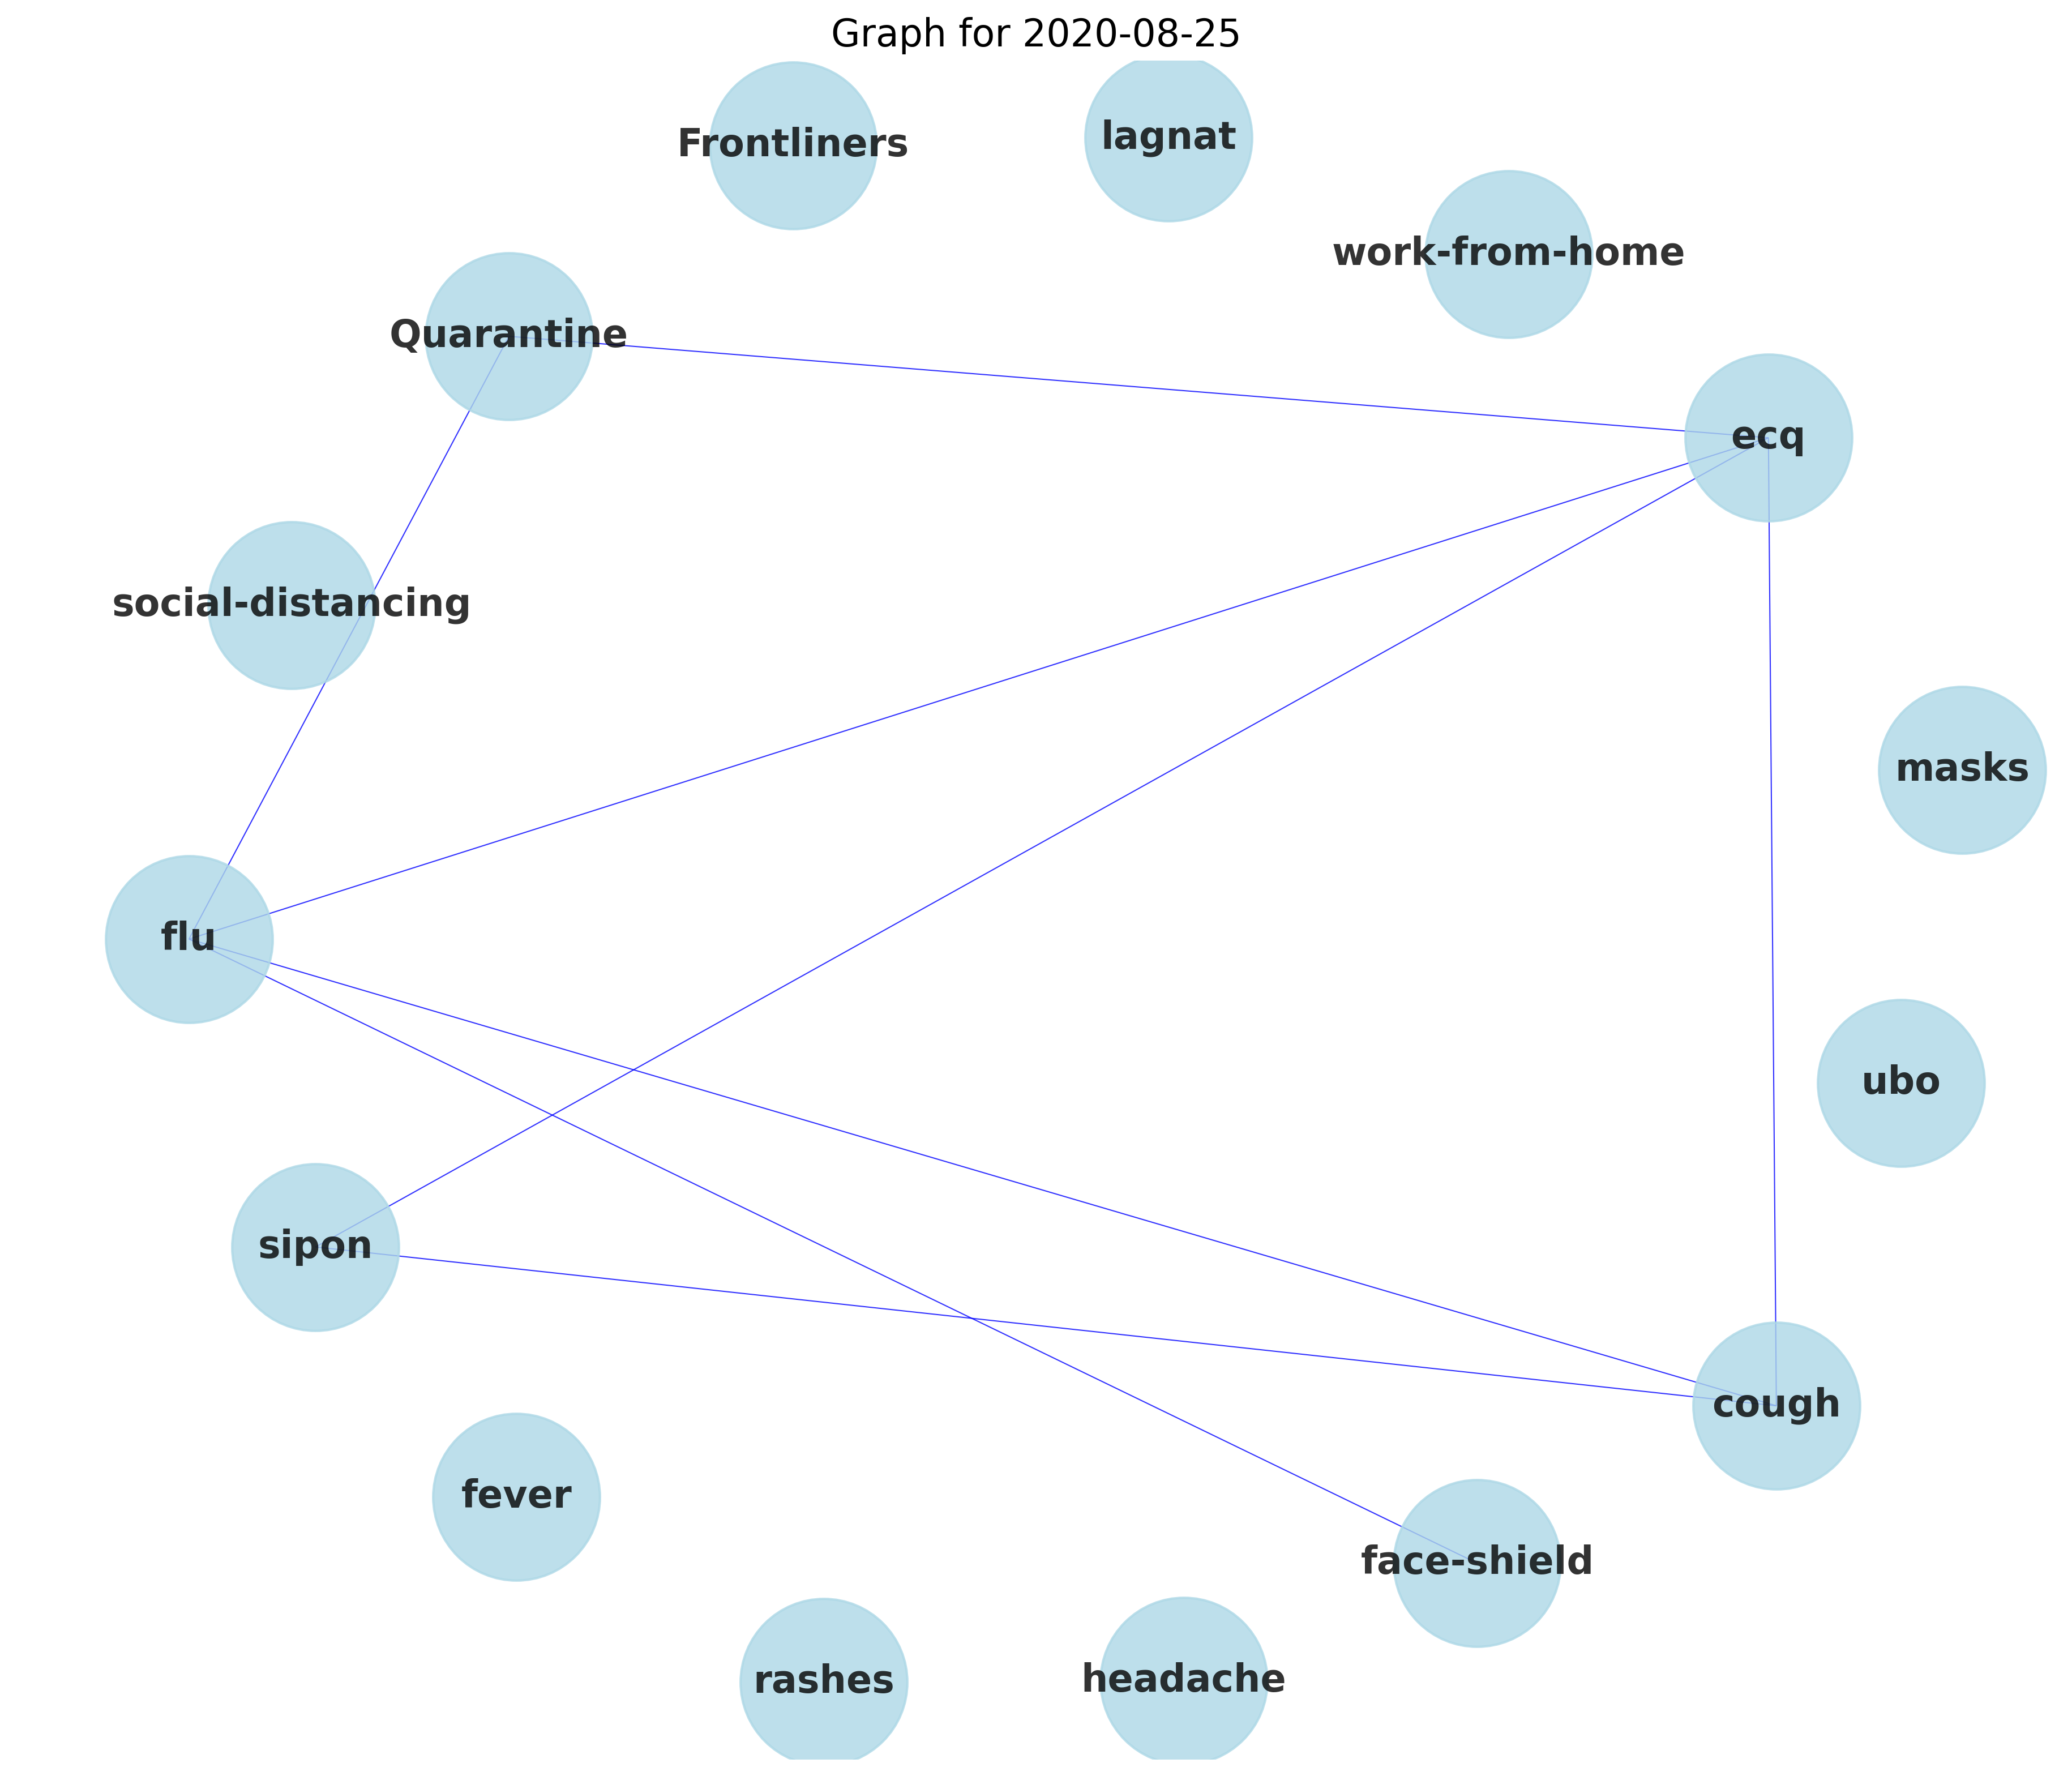 Graph for 2020-08-25
lagnat
Frontliners
work-from-home
Quarantine
ecq
social-distancing
masks
flu
ubo
sipon
cough
fever
face-shield
headache
rashes